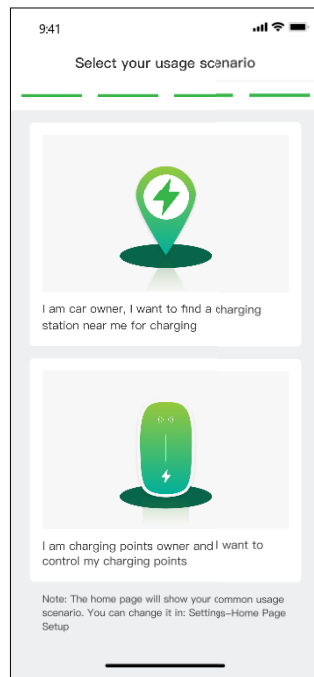 9:41
Select your usage scenario
I am car owner, I want to find a charging
station near me for charging
I am charging points owner and I want to
control my charging points
Note: The home page will show your common usage
scenario. You can change it in: Settings-Home Page
Setup